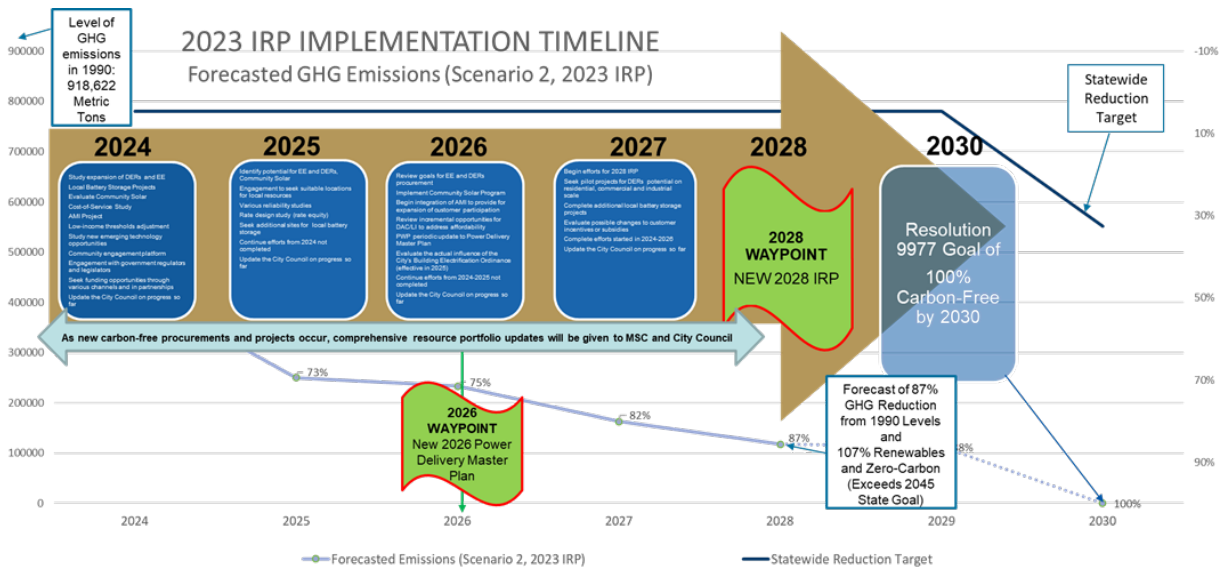 Level of
GHG
emissions
in 1990:
918,622
Metric
Tons
2023 IRP IMPLEMENTATION TIMELINE
Forecasted GHG Emissions (Scenario 2, 2023 IRP)
900000
800000
700000
600000
500000
400000
300000
200000
100000
0
-10%
10%
30%
50%
70%
90%
Statewide
Reduction
Target
2024
Study expansion of DERs and EE
Local Battery Storage Projects
Evaluate Community Solar
Cost-of-Service Study
AMI Project
Low-income thresholds adjustment
Study new emerging technology
opportunities
Community engagement platform
Engagement with government regulators
and legislators
Seek funding opportunities through
various channels and in partnerships
Update the City Council on progress so
far
2025
Identify potential for EE and DERs,
Community Solar
Engagement to seek suitable locations
for local resources
Various reliability studies
Rate design study (rate equity)
Seek additional sites for local battery
storage
Continue efforts from 2024 not
completed
Update the City Council on progress so
far
2026
Review goals for EE and DERs
procurement
Implement Community Solar Program
Begin integration of AMI to provide for
expansion of customer participation
Review incremental opportunities for
DAC/LI to address affordability
PWP periodic update to Power Delivery
Master Plan
Evaluate the actual influence of the
City's Building Electrification Ordinance
(effective in 2025)
Continue efforts from 2024-2025 not
completed
Update the City Council on progress so
far
2027
Begin efforts for 2028 IRP
Seek pilot projects for DERs potential on
residential, commercial and industrial
scale
Complete additional local battery storage
projects
Evaluate possible changes to customer
incentives or subsidies
Complete efforts started in 2024-2026
Update the City Council on progress so far
2028
2028
WAYPOINT
NEW 2028 IRP
2030
Resolution
9977 Goal of
100%
Carbon-Free
by 2030
As new carbon-free procurements and projects occur, comprehensive resource portfolio updates will be given to MSC and City Council
73%
75%
82%
87%
8%
100%
2026
WAYPOINT
New 2026 Power
Delivery Master
Plan
Forecast of 87%
GHG Reduction
from 1990 Levels
and
107% Renewables
and Zero-Carbon
(Exceeds 2045
State Goal)
2024
2025
2026
2027
2028
2029
2030
Forecasted Emissions (Scenario 2, 2023 IRP)
Statewide Reduction Target